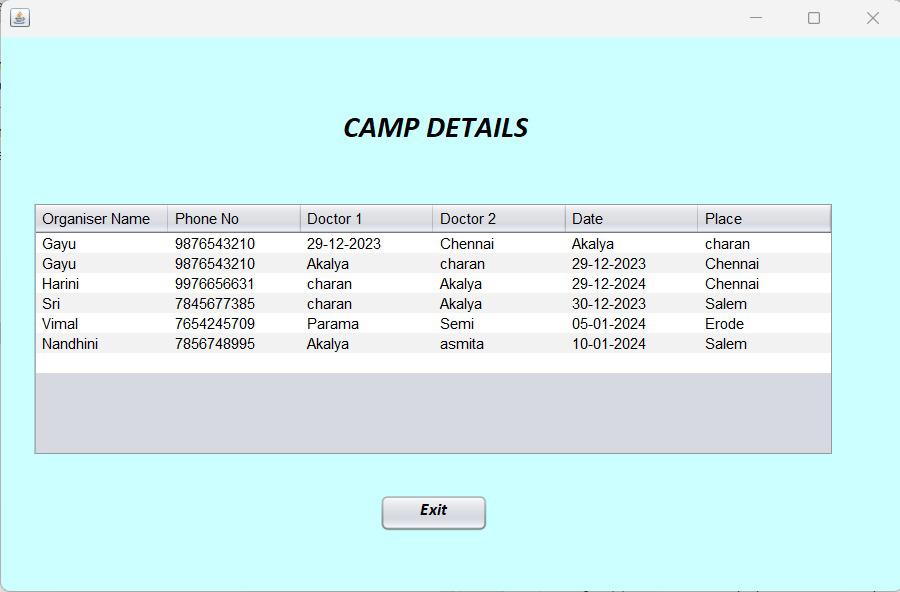 CAMP DETAILS
Organiser Name Phone No Doctor 1 Doctor 2 Date Place
Gayu 9876543210 29-12-2023 Chennai Akalya charan
Gayu 9876543210 Akalya charan 29-12-2023 Chennai
Harini 9976656631 charan Akalya 29-12-2024 Chennai
Sri 7845677385 charan Akalya 30-12-2023 Salem
Vimal 7654245709 Parama Semi 05-01-2024 Erode
Nandhini 7856748995 Akalya asmita 10-01-2024 Salem
Exit